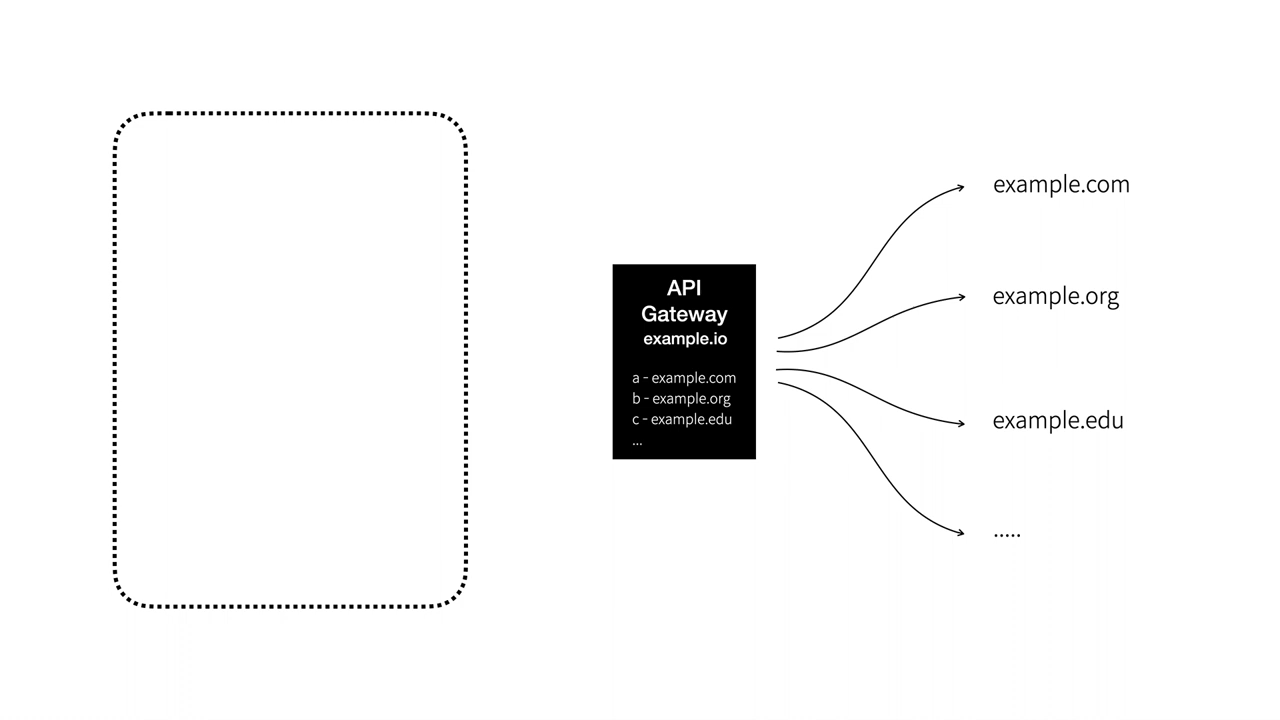 API
Gateway
example.io
a - example.com
b - example.org
c - example.edu
...
example.com
example.org
example.edu
.....